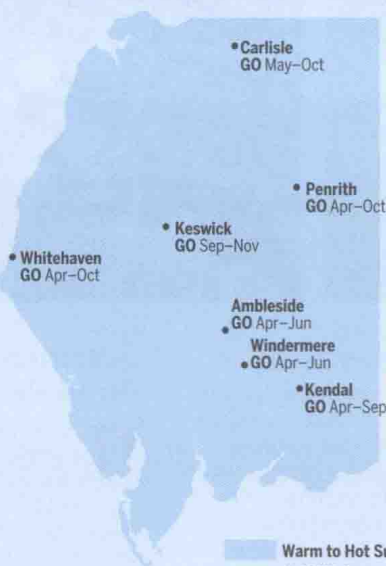 Carlisle
GO May–Oct
Penrith
GO Apr–Oct
Keswick
GO Sep–Nov
Whitehaven
GO Apr–Oct
Ambleside
GO Apr–Jun
Windermere
GO Apr–Jun
Kendal
GO Apr–Sep
Warm to Hot